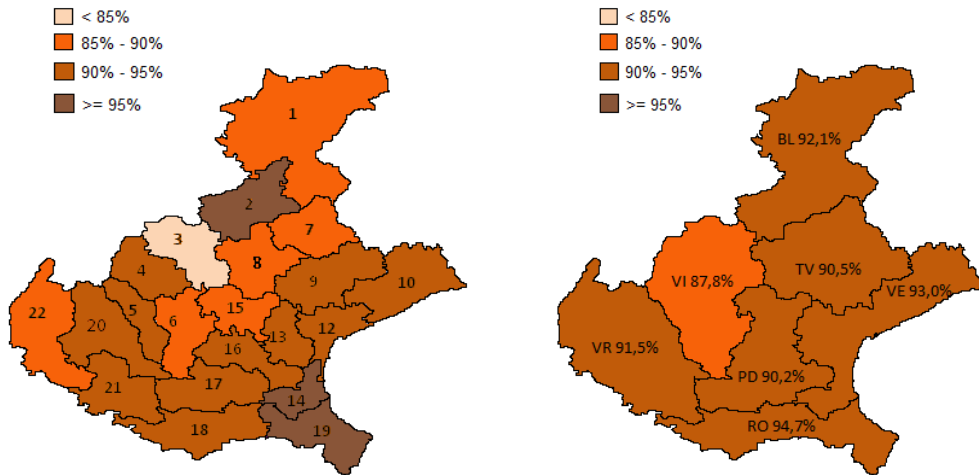 < 85%
85% - 90%
90% - 95%
>= 95%
1
2
3
7
4
8
9
10
22
5
6
15
20
12
13
16
21
17
14
18
19
< 85%
85% - 90%
90% - 95%
>= 95%
BL 92,1%
VI 87,8%
TV 90,5%
VE 93,0%
VR 91,5%
PD 90,2%
RO 94,7%